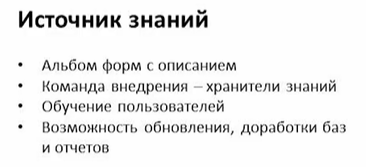 Источник знаний
• Альбом форм с описанием
• Команда внедрения – хранители знаний
• Обучение пользователей
• Возможность обновления, доработки баз
и отчетов